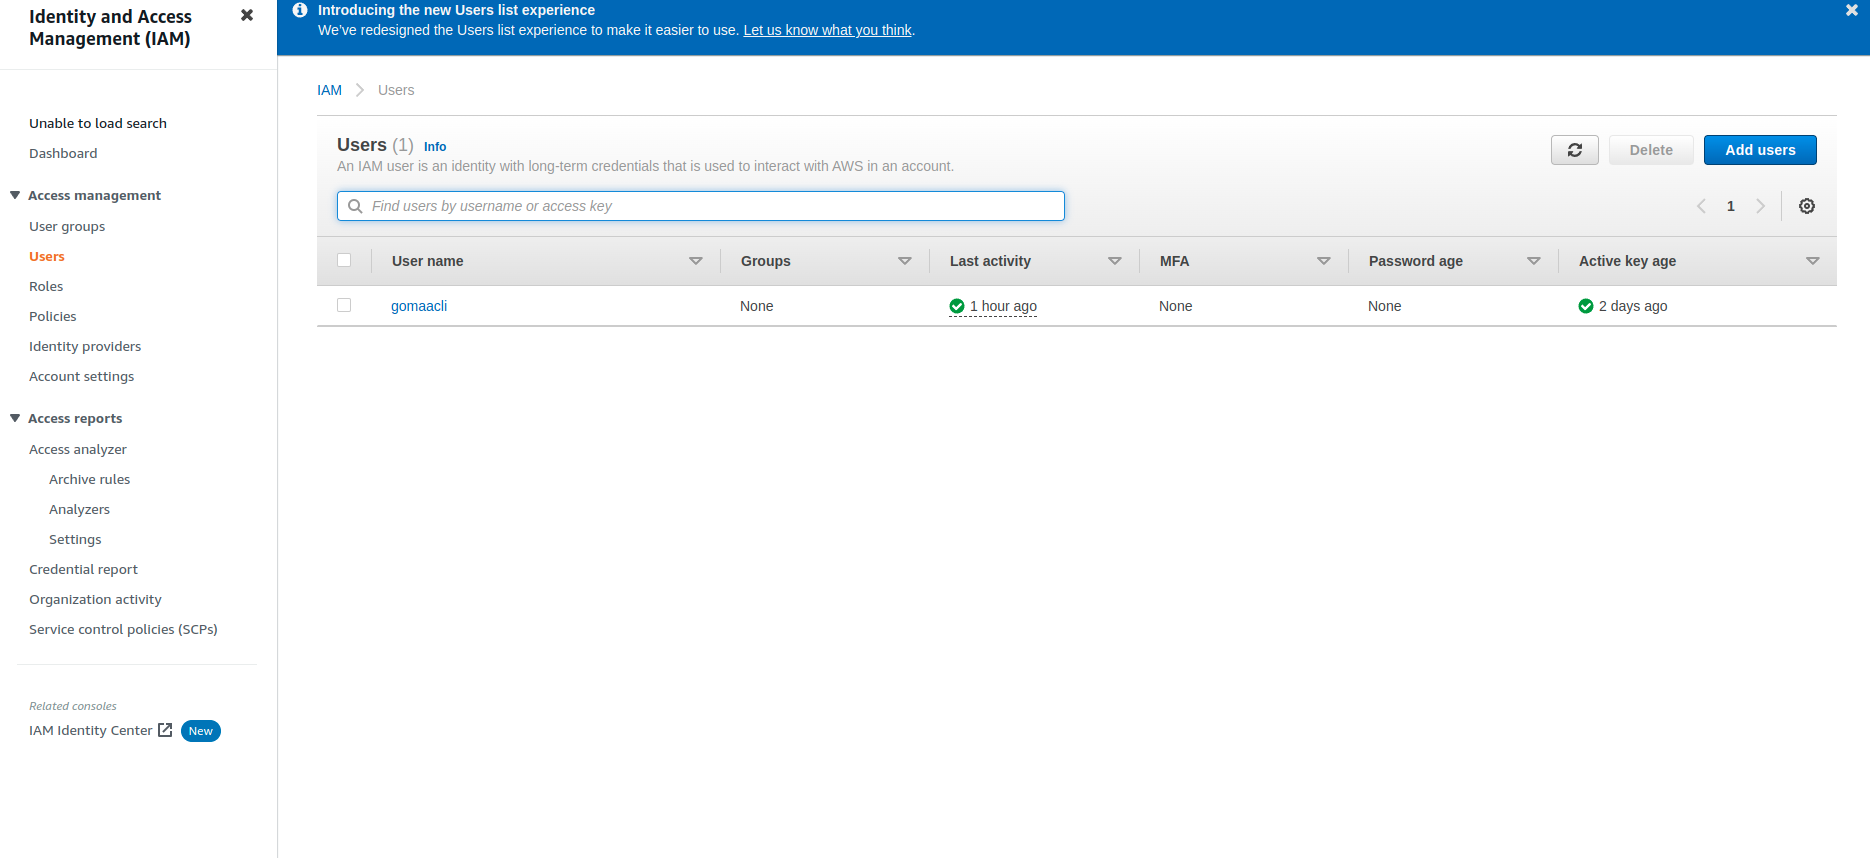 Identity and Access
Management (IAM)
Unable to load search
Dashboard
Access management
User groups
Users
Roles
Policies
Identity providers
Account settings
Access reports
Access analyzer
Archive rules
Analyzers
Settings
Credential report
Organization activity
Service control policies (SCPs)
Related consoles
IAM Identity Center New
Introducing the new Users list experience
We've redesigned the Users list experience to make it easier to use. Let us know what you think.
IAM Users
Users (1) Info
An IAM user is an identity with long-term credentials that is used to interact with AWS in an account.
Delete Add users
Find users by username or access key
1
User name Groups Last activity MFA Password age Active key age
gomaacli None 1 hour ago None None 2 days ago